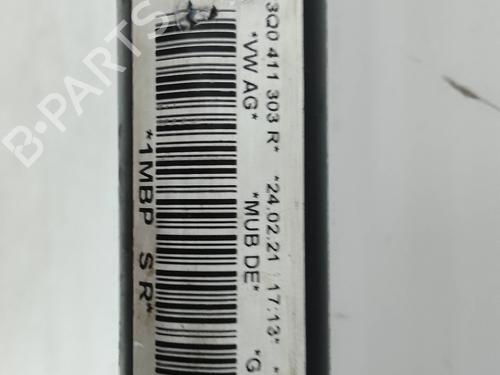 3Q0 411 303 R* *24.02.21 17:13* *
*VW AG* *MUB DE* *G
*1MBP S R*
B-PARTS